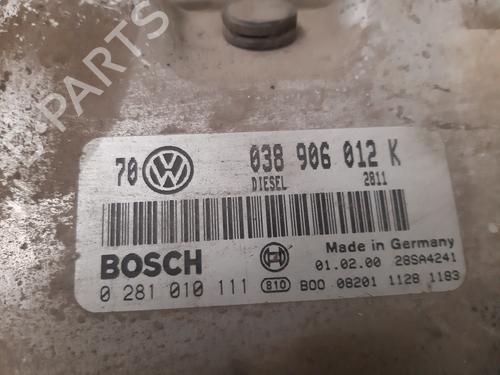 PARTS
70 VW 038 906 012 K
DIESEL 2811
BOSCH Made in Germany
01.02.00 28SA4241
0 281 010 111 810 B00 08201 1128 1183